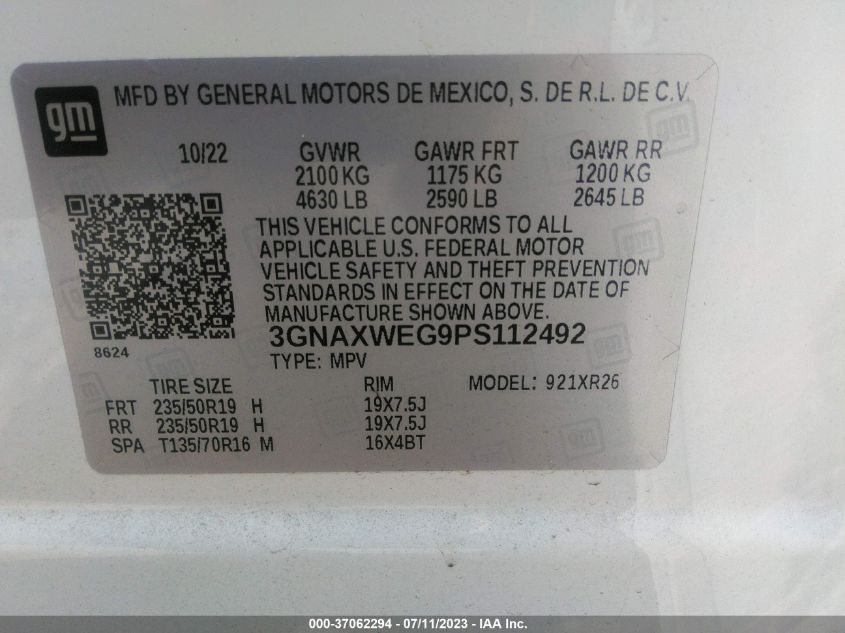 gm
MFD BY GENERAL MOTORS DE MEXICO, S. DE R.L. DE C.V.
10/22 GVWR GAWR FRT GAWR RR
2100 KG 1175 KG 1200 KG
4630 LB 2590 LB 2645 LB
THIS VEHICLE CONFORMS TO ALL
APPLICABLE U.S. FEDERAL MOTOR
VEHICLE SAFETY AND THEFT PREVENTION
STANDARDS IN EFFECT ON THE DATE OF
MANUFACTURE SHOWN ABOVE.
8624
3GNAXWEG9PS112492
TYPE: MPV
TIRE SIZE RIM MODEL: 921XR26
FRT 235/50R19 H 19X7.5J
RR 235/50R19 H 19X7.5J
SPA T135/70R16 M 16X4BT
000-37062294 - 07/11/2023 - IAA Inc.